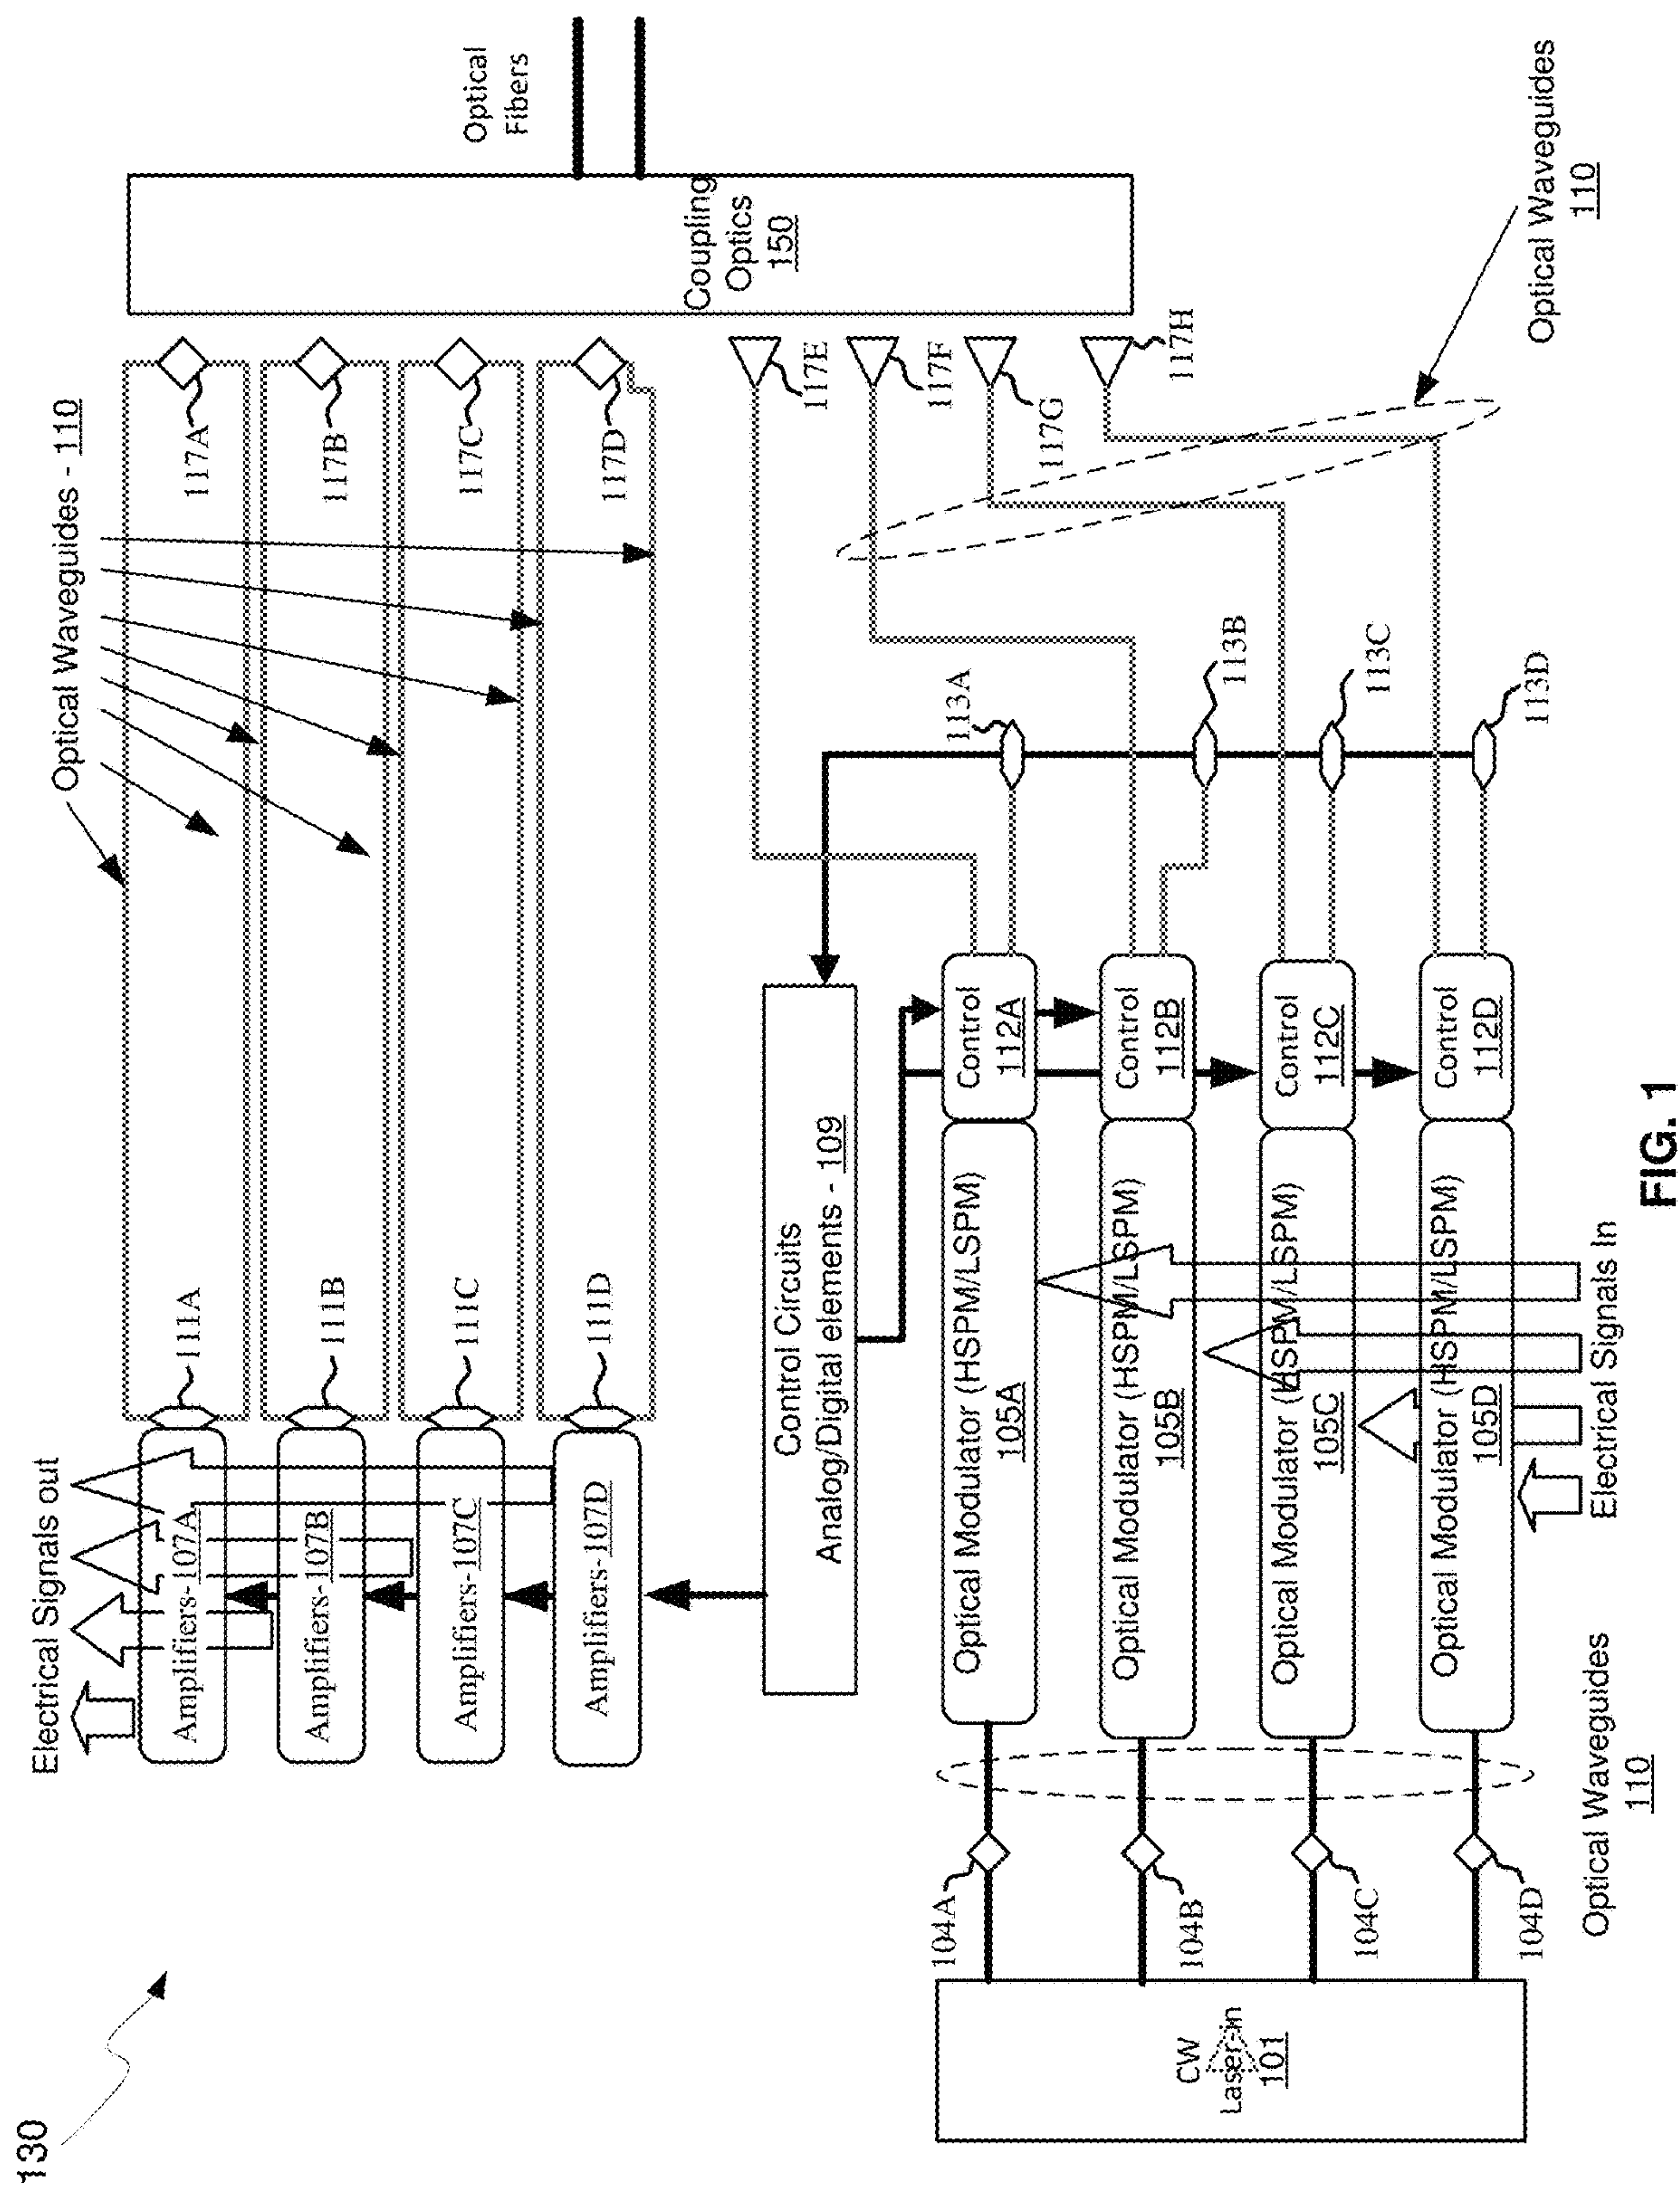 130
Electrical Signals out
Optical Waveguides - 110
Optical
Fibers
Amplifiers-107A
111A
117A
Amplifiers-107B
111B
117B
Amplifiers-107C
111C
117C
Amplifiers-107D
111D
117D
Coupling
Optics
150
Control Circuits
Analog/Digital elements - 109
117E
117F
117G
117H
CW
Laser-in
101
104A
Optical Modulator (HSPM/LSPM)
105A
Control
112A
113A
104B
Optical Modulator (HSPM/LSPM)
105B
Control
112B
113B
104C
Optical Modulator (HSPM/LSPM)
105C
Control
112C
113C
104D
Optical Modulator (HSPM/LSPM)
105D
Control
112D
113D
Optical Waveguides
110
Electrical Signals In
Optical Waveguides
110
FIG. 1